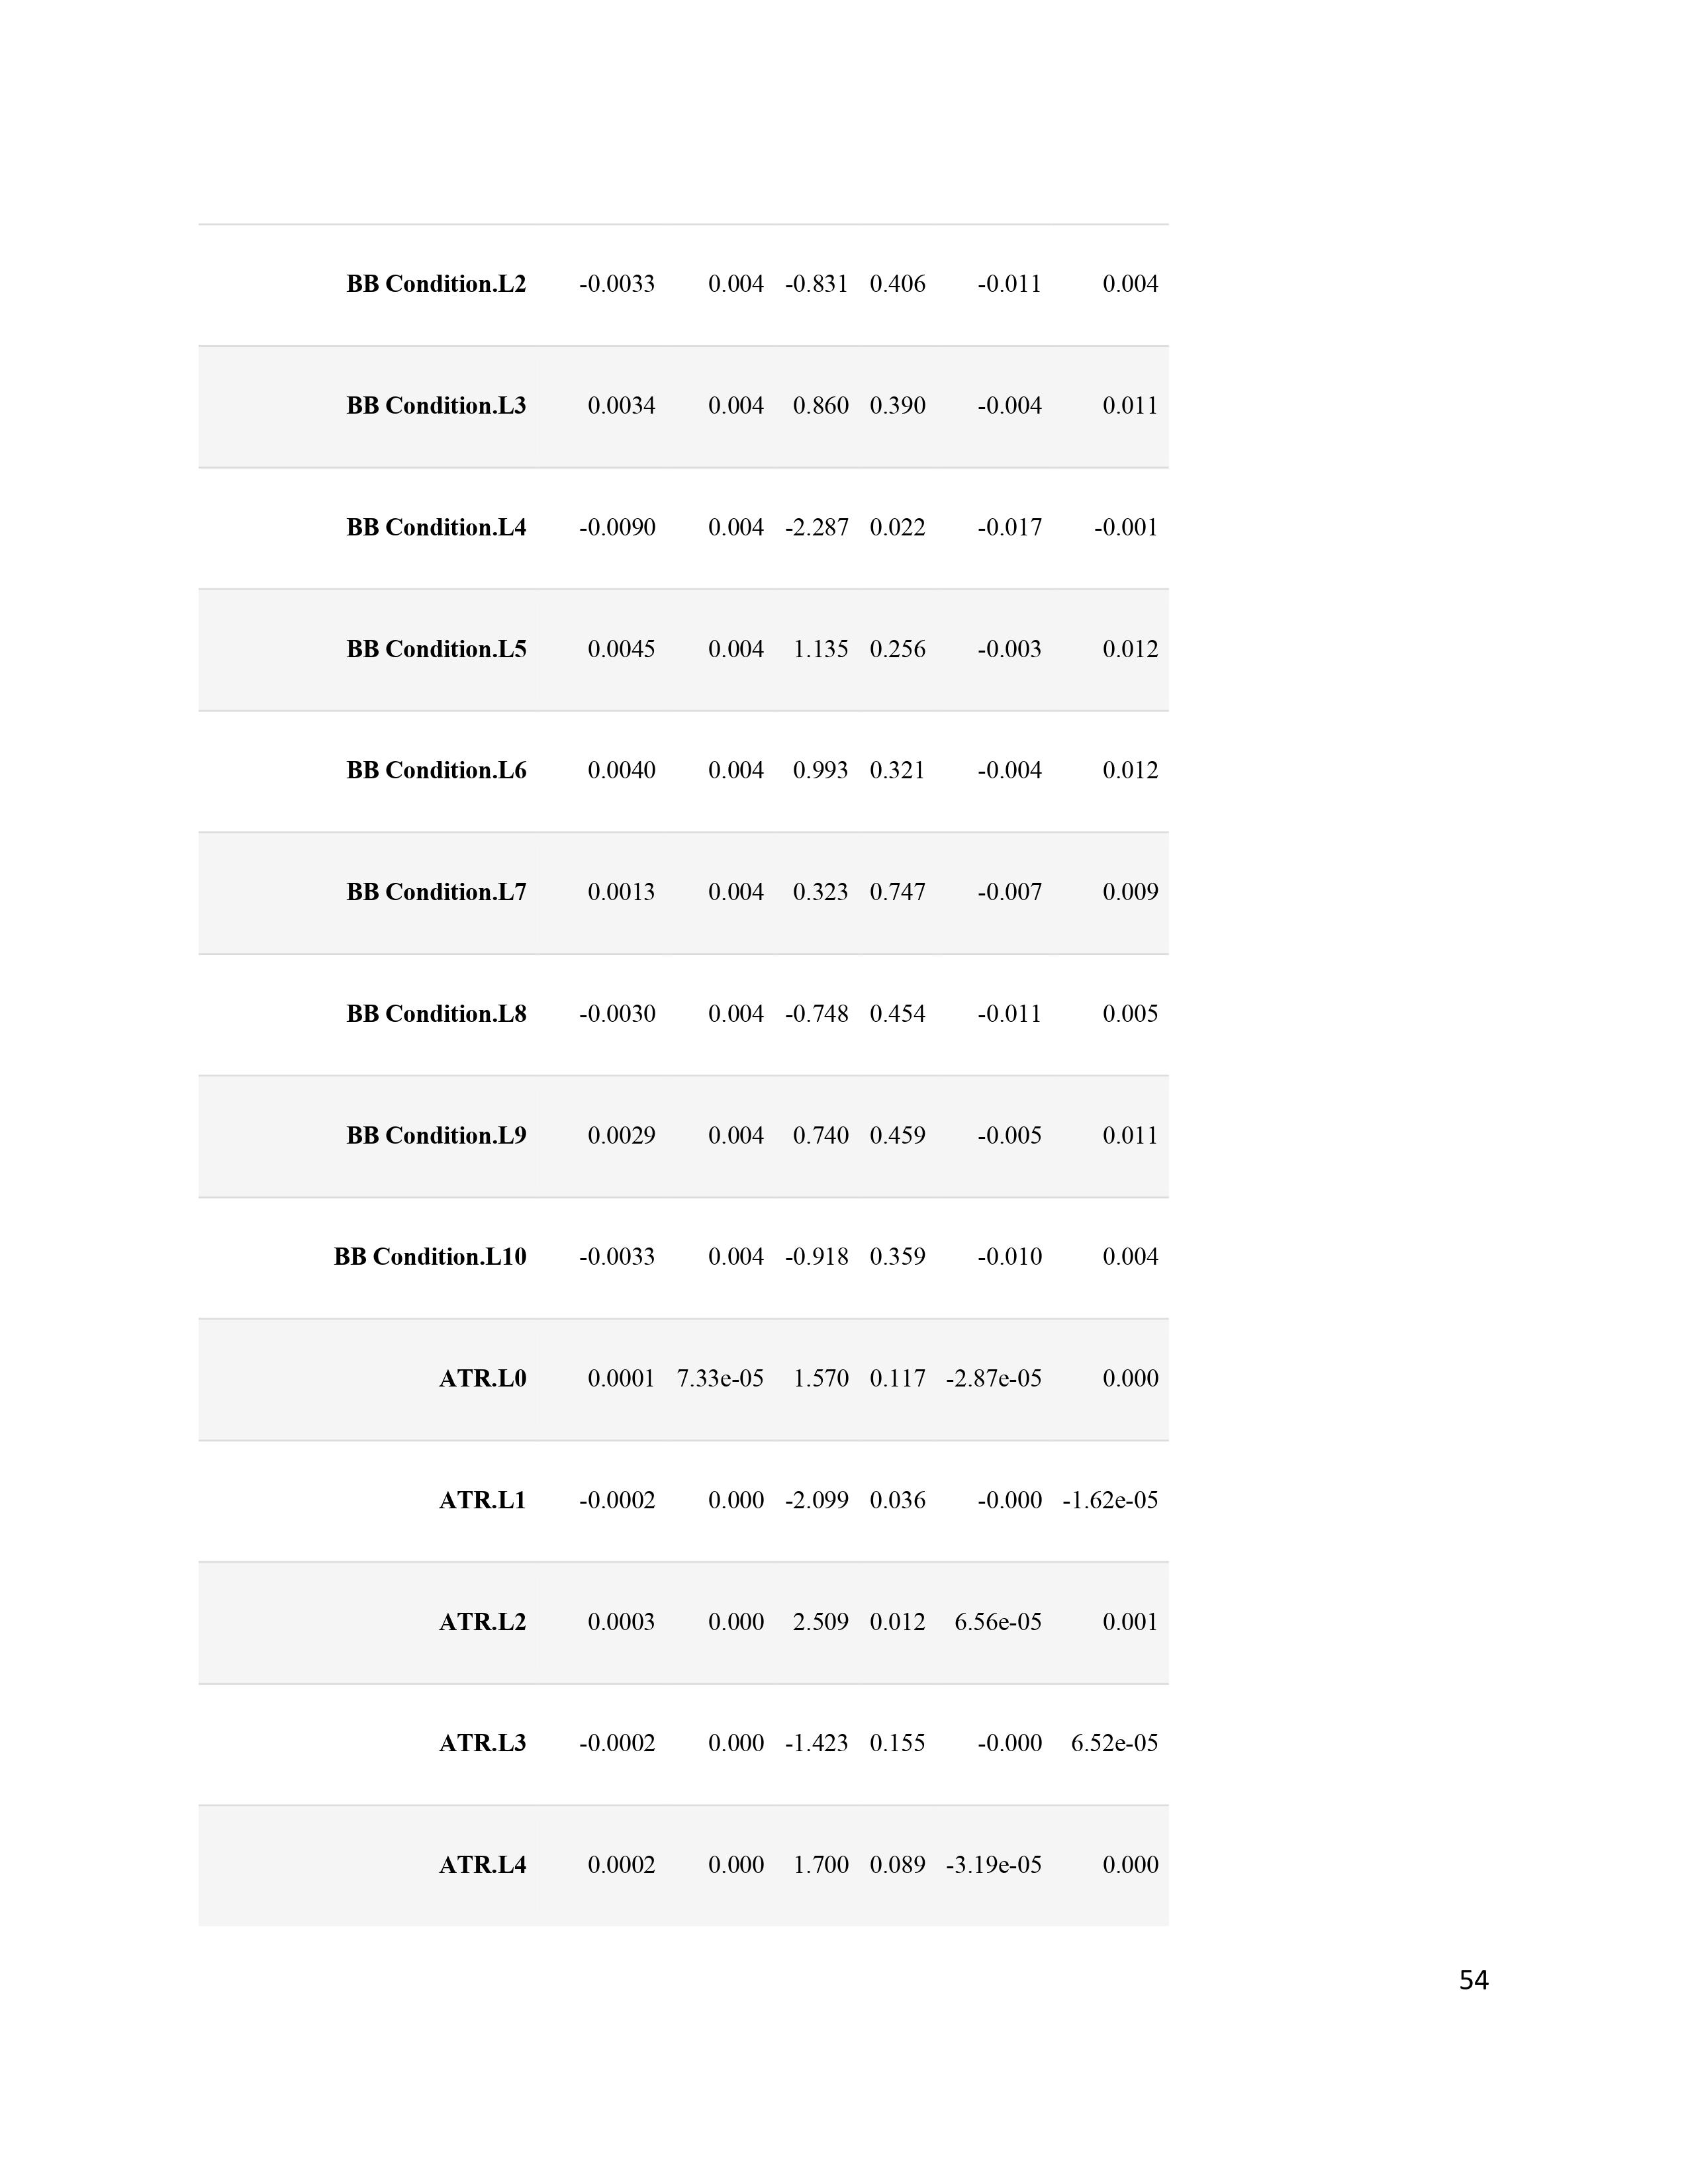 BB Condition.L2 -0.0033 0.004 -0.831 0.406 -0.011 0.004
BB Condition.L3 0.0034 0.004 0.860 0.390 -0.004 0.011
BB Condition.L4 -0.0090 0.004 -2.287 0.022 -0.017 -0.001
BB Condition.L5 0.0045 0.004 1.135 0.256 -0.003 0.012
BB Condition.L6 0.0040 0.004 0.993 0.321 -0.004 0.012
BB Condition.L7 0.0013 0.004 0.323 0.747 -0.007 0.009
BB Condition.L8 -0.0030 0.004 -0.748 0.454 -0.011 0.005
BB Condition.L9 0.0029 0.004 0.740 0.459 -0.005 0.011
BB Condition.L10 -0.0033 0.004 -0.918 0.359 -0.010 0.004
ATR.L0 0.0001 7.33e-05 1.570 0.117 -2.87e-05 0.000
ATR.L1 -0.0002 0.000 -2.099 0.036 -0.000 -1.62e-05
ATR.L2 0.0003 0.000 2.509 0.012 6.56e-05 0.001
ATR.L3 -0.0002 0.000 -1.423 0.155 -0.000 6.52e-05
ATR.L4 0.0002 0.000 1.700 0.089 -3.19e-05 0.000
54